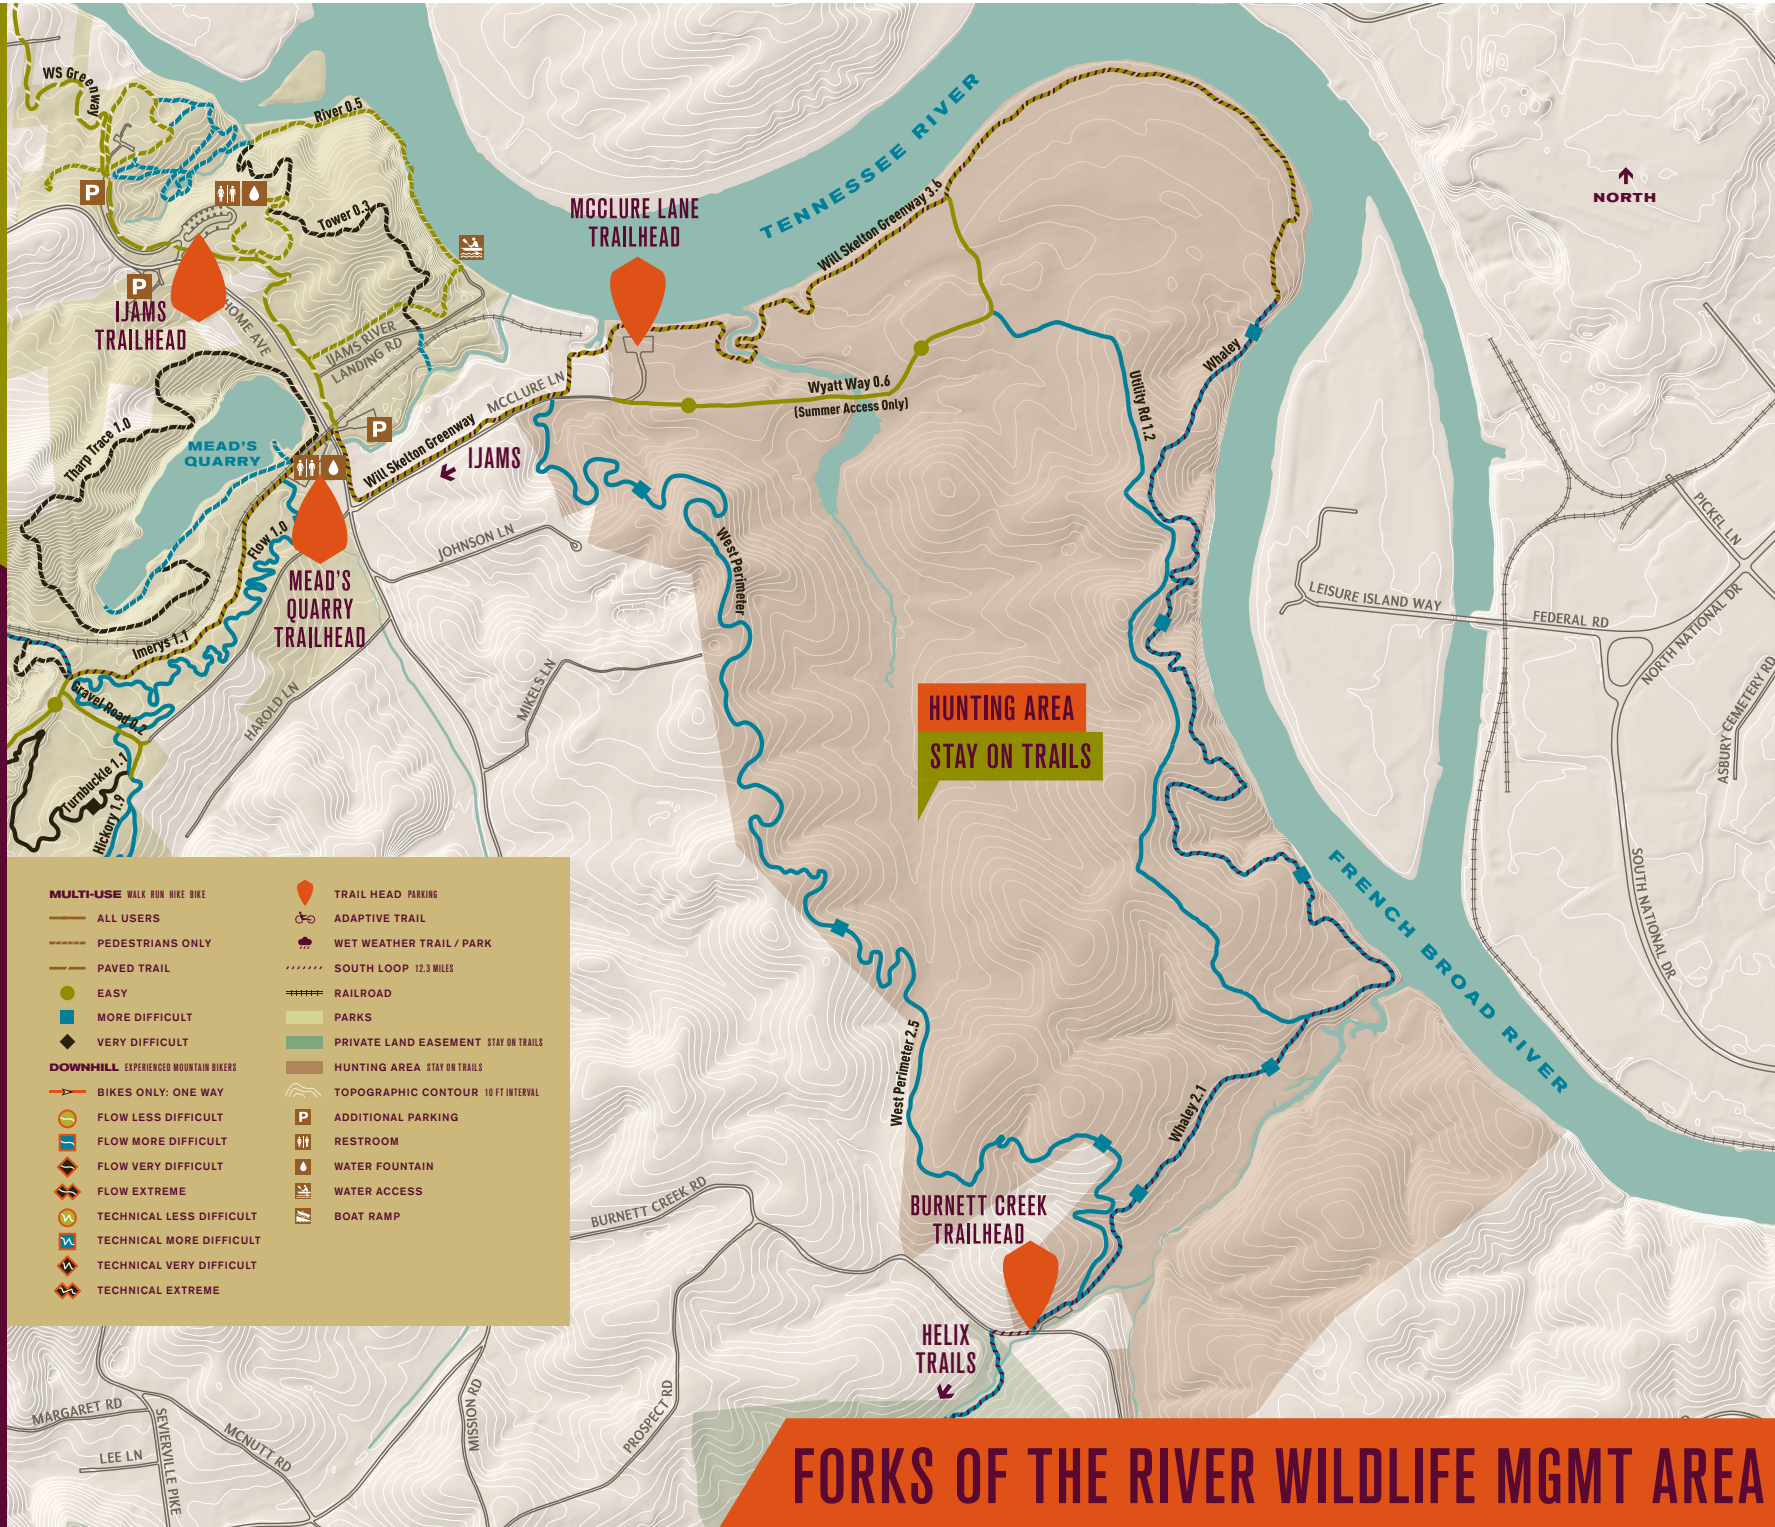 WS Greenway
River 0.5
P
Tower 0.3
P
IJAMS
TRAILHEAD
HOME AVE
IJAMS RIVER
LANDING RD
MCCLURE LANE
TRAILHEAD
TENNESSEE RIVER
Will Skelton Greenway 3.6
NORTH
Tharp Trace 1.0
MEAD'S
QUARRY
P
MCCLURE LN
Will Skelton Greenway
IJAMS
Wyatt Way 0.6
(Summer Access Only)
Utility Rd 1.2
Whaley
Flow 1.0
MEAD'S
QUARRY
TRAILHEAD
JOHNSON LN
West Perimeter
Imerys 1.1
Gravel Road 0.2
HAROLD LN
MIKELS LN
Turnbuckle 1.1
Hickory 1.9
HUNTING AREA
STAY ON TRAILS
LEISURE ISLAND WAY
FEDERAL RD
PICKEL LN
NORTH NATIONAL DR
ASBURY CEMETERY RD
SOUTH NATIONAL DR
FRENCH BROAD RIVER
MULTI-USE WALK RUN HIKE BIKE
ALL USERS
PEDESTRIANS ONLY
PAVED TRAIL
EASY
MORE DIFFICULT
VERY DIFFICULT
DOWNHILL EXPERIENCED MOUNTAIN BIKERS
BIKES ONLY: ONE WAY
FLOW LESS DIFFICULT
FLOW MORE DIFFICULT
FLOW VERY DIFFICULT
FLOW EXTREME
TECHNICAL LESS DIFFICULT
TECHNICAL MORE DIFFICULT
TECHNICAL VERY DIFFICULT
TECHNICAL EXTREME
TRAIL HEAD PARKING
ADAPTIVE TRAIL
WET WEATHER TRAIL / PARK
SOUTH LOOP 12.3 MILES
RAILROAD
PARKS
PRIVATE LAND EASEMENT STAY ON TRAILS
HUNTING AREA STAY ON TRAILS
TOPOGRAPHIC CONTOUR 10 FT INTERVAL
P ADDITIONAL PARKING
RESTROOM
WATER FOUNTAIN
WATER ACCESS
BOAT RAMP
West Perimeter 2.5
Whaley 2.1
BURNETT CREEK RD
BURNETT CREEK
TRAILHEAD
HELIX
TRAILS
MARGARET RD
LEE LN
SEVIERVILLE PIKE
MCNUTT RD
MISSION RD
PROSPECT RD
FORKS OF THE RIVER WILDLIFE MGMT AREA